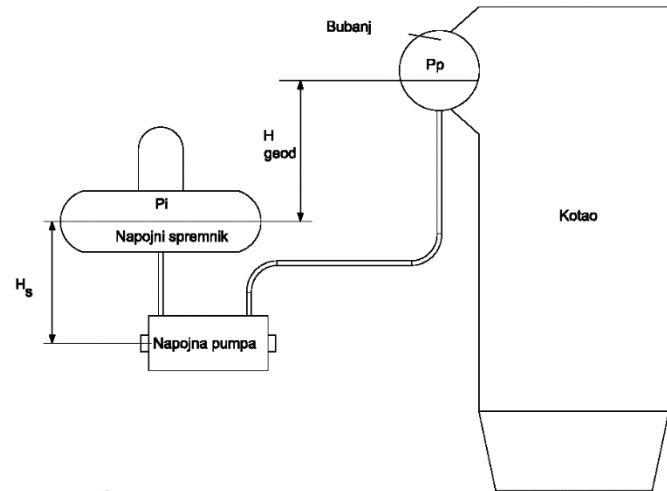 Bubanj
Pp
H
geod
Pi
Napojni spremnik
Kotao
Hs
Napojna pumpa